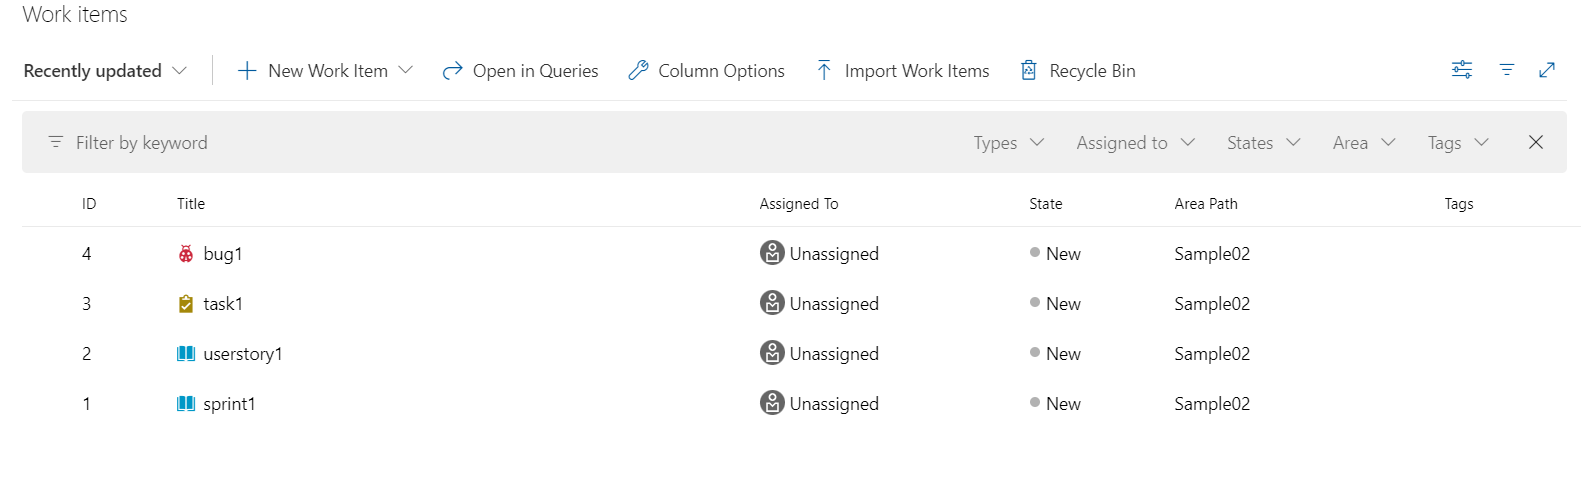 Work items
Recently updated New Work Item Open in Queries Column Options Import Work Items Recycle Bin
Filter by keyword Types Assigned to States Area Tags
ID Title Assigned To State Area Path Tags
4 bug1 Unassigned New Sample02
3 task1 Unassigned New Sample02
2 userstory1 Unassigned New Sample02
1 sprint1 Unassigned New Sample02